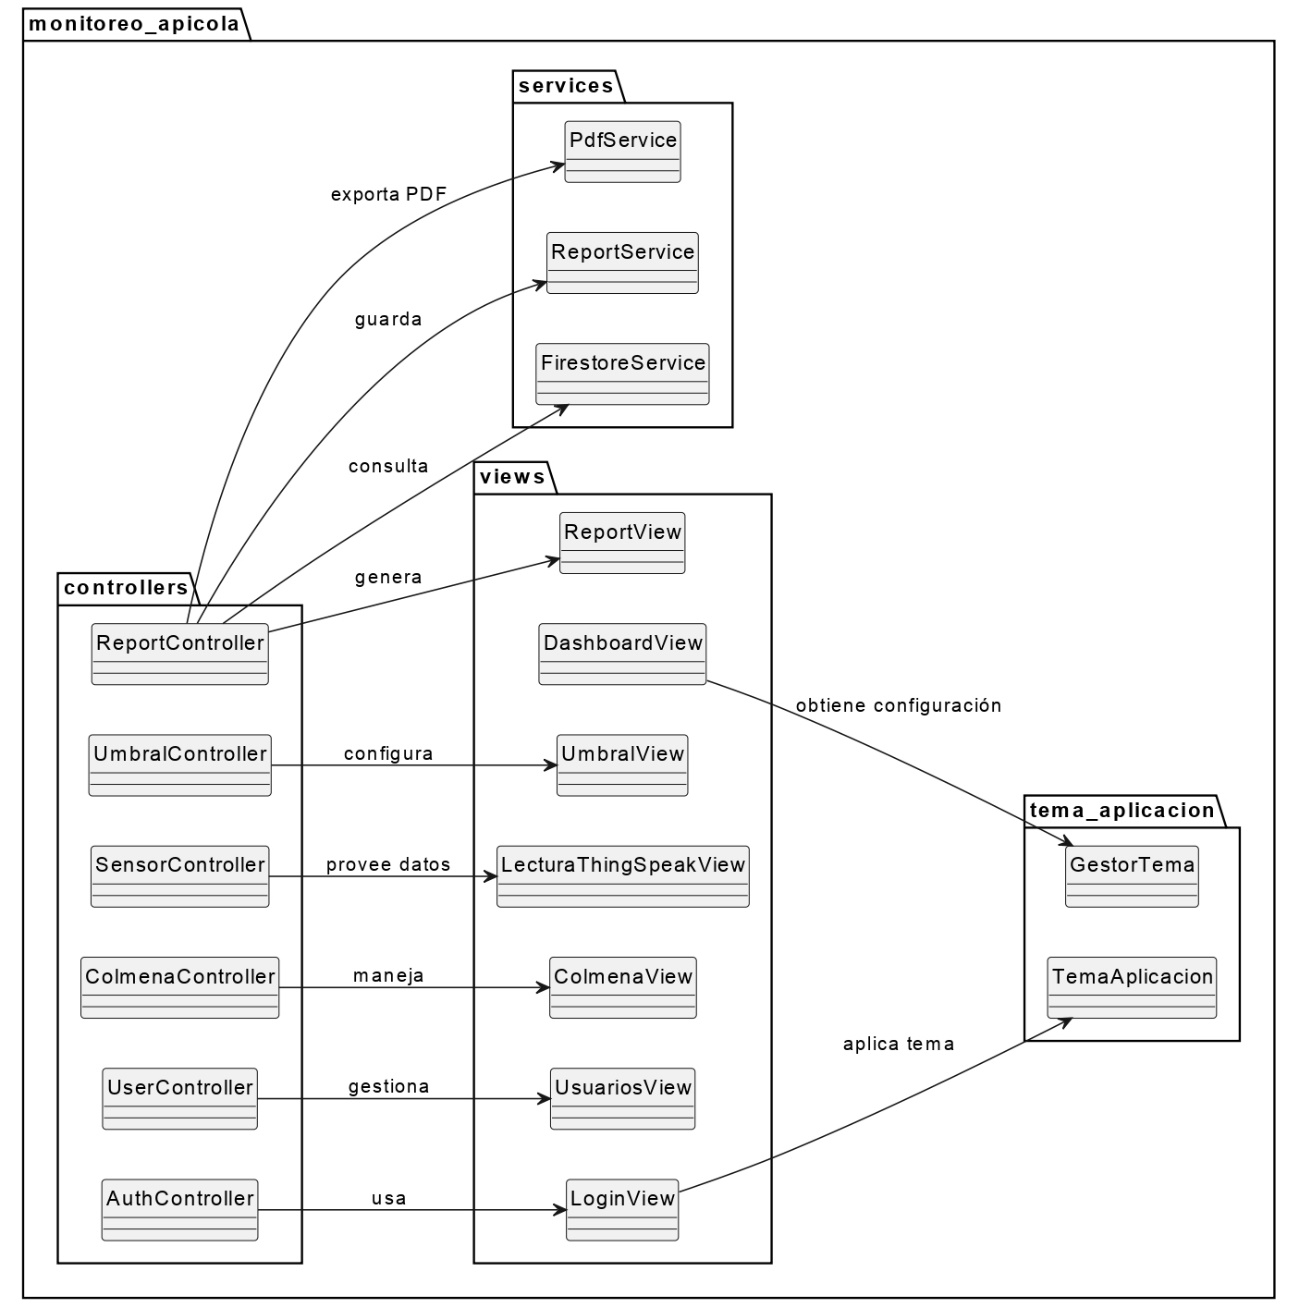 monitoreo_apicola
services
PdfService
exporta PDF
ReportService
guarda
FirestoreService
consulta
views
ReportView
genera
controllers
ReportController
DashboardView
obtiene configuración
UmbralController
configura
UmbralView
tema_aplicacion
SensorController
provee datos
LecturaThingSpeakView
GestorTema
ColmenaController
maneja
ColmenaView
TemaAplicacion
aplica tema
UserController
gestiona
UsuariosView
AuthController
usa
LoginView